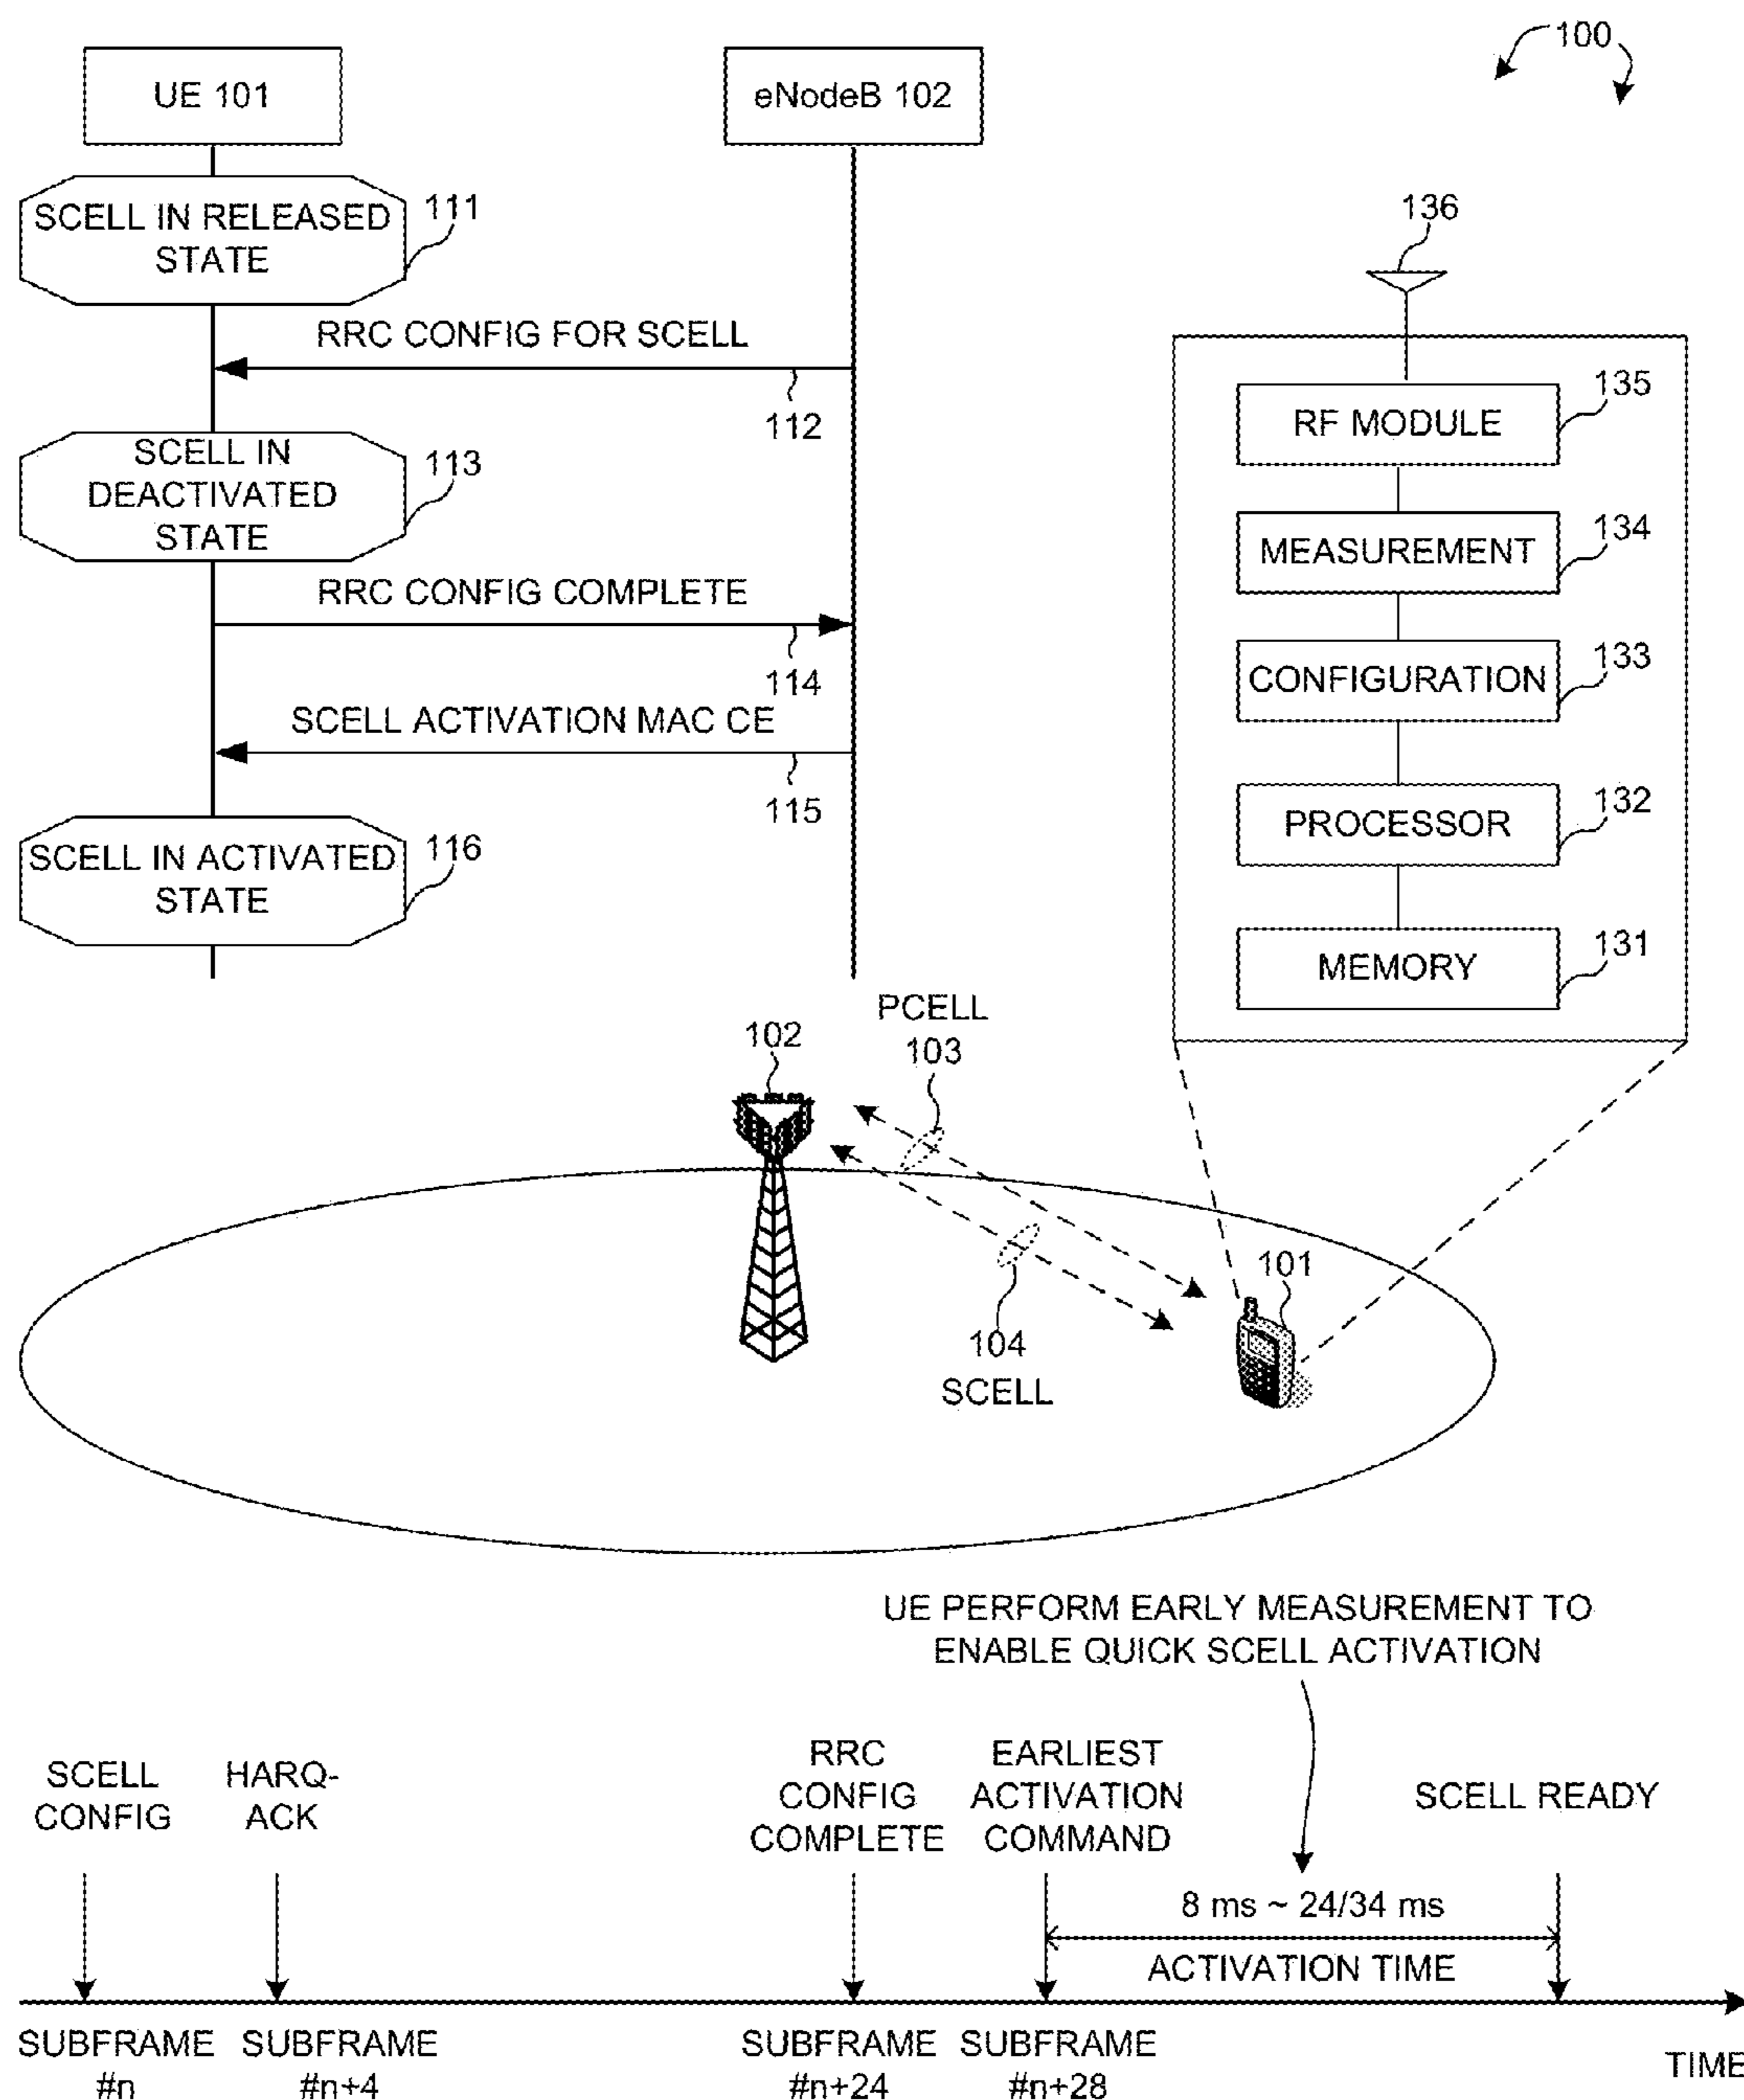 100
UE 101
eNodeB 102
SCELL IN RELEASED
STATE
111
RRC CONFIG FOR SCELL
112
SCELL IN
DEACTIVATED
STATE
113
RRC CONFIG COMPLETE
114
SCELL ACTIVATION MAC CE
115
SCELL IN ACTIVATED
STATE
116
136
RF MODULE
135
MEASUREMENT
134
CONFIGURATION
133
PROCESSOR
132
MEMORY
131
PCELL
103
102
101
104
SCELL
UE PERFORM EARLY MEASUREMENT TO
ENABLE QUICK SCELL ACTIVATION
SCELL
CONFIG
HARQ-
ACK
RRC
CONFIG
COMPLETE
EARLIEST
ACTIVATION
COMMAND
SCELL READY
8 ms ~ 24/34 ms
ACTIVATION TIME
SUBFRAME
#n
SUBFRAME
#n+4
SUBFRAME
#n+24
SUBFRAME
#n+28
TIME